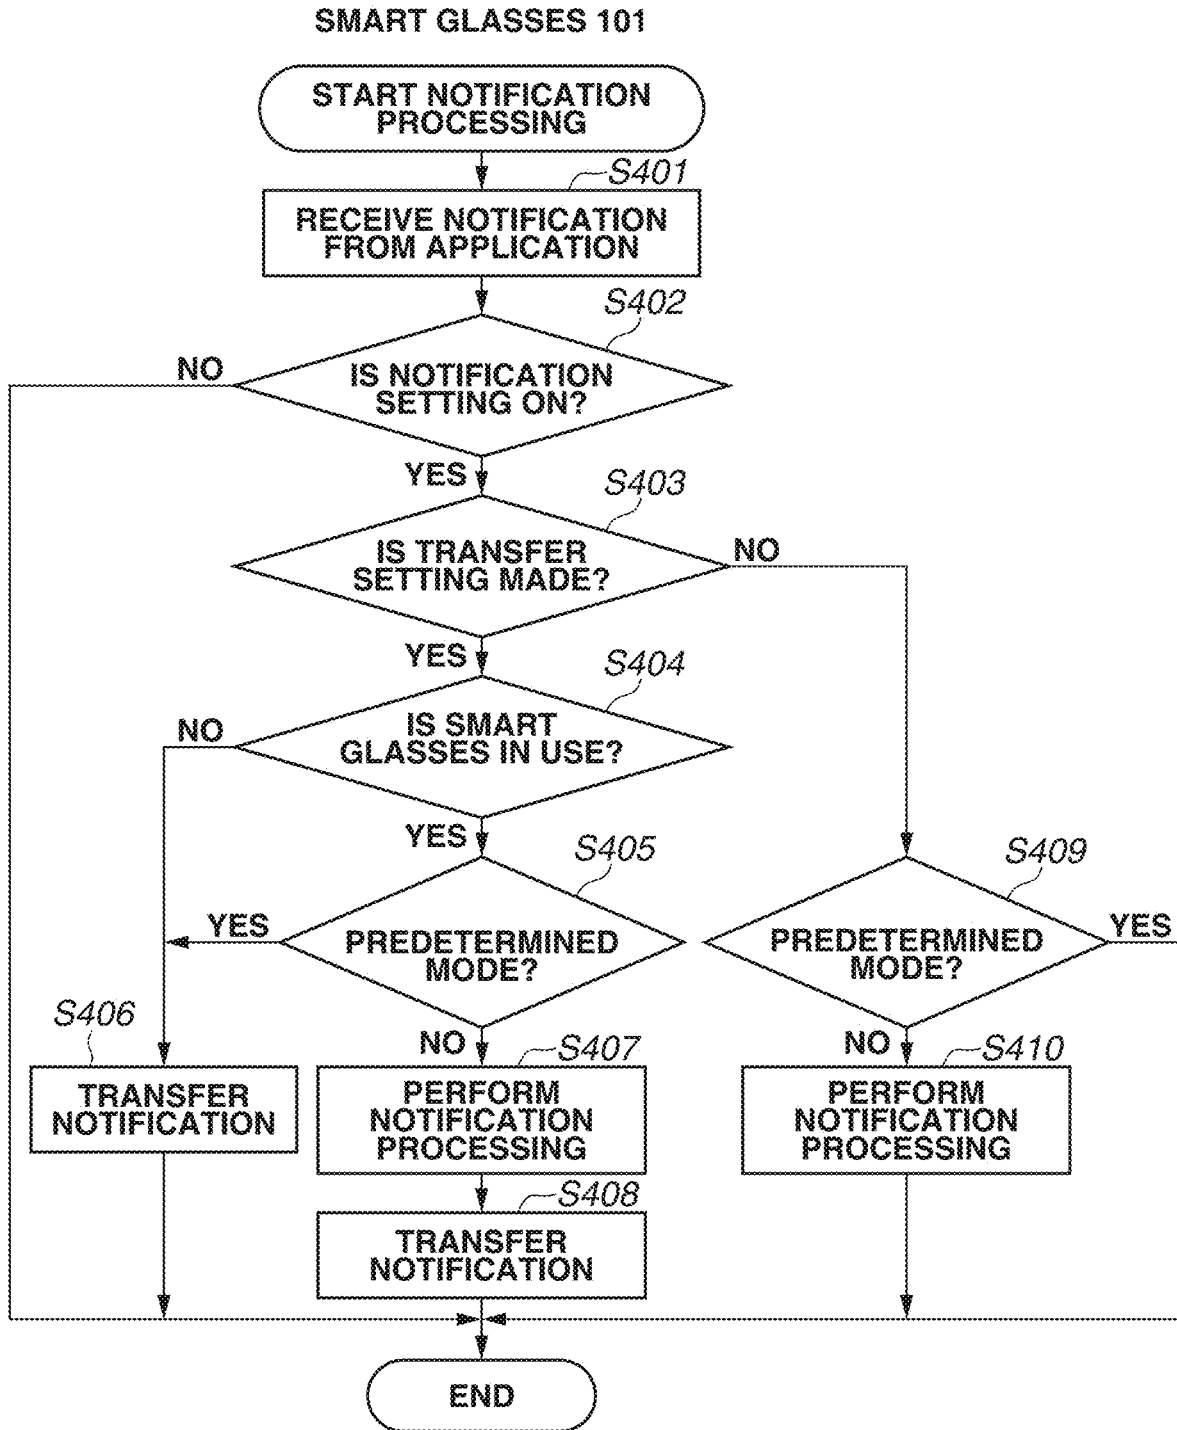 SMART GLASSES 101
START NOTIFICATION
PROCESSING
S401
RECEIVE NOTIFICATION
FROM APPLICATION
S402
NO
IS NOTIFICATION
SETTING ON?
YES
S403
IS TRANSFER
SETTING MADE?
NO
YES
S404
NO
IS SMART
GLASSES IN USE?
YES
S405
S409
YES
PREDETERMINED
MODE?
PREDETERMINED
MODE?
YES
S406
NO
S407
NO
S410
TRANSFER
NOTIFICATION
PERFORM
NOTIFICATION
PROCESSING
PERFORM
NOTIFICATION
PROCESSING
S408
TRANSFER
NOTIFICATION
END